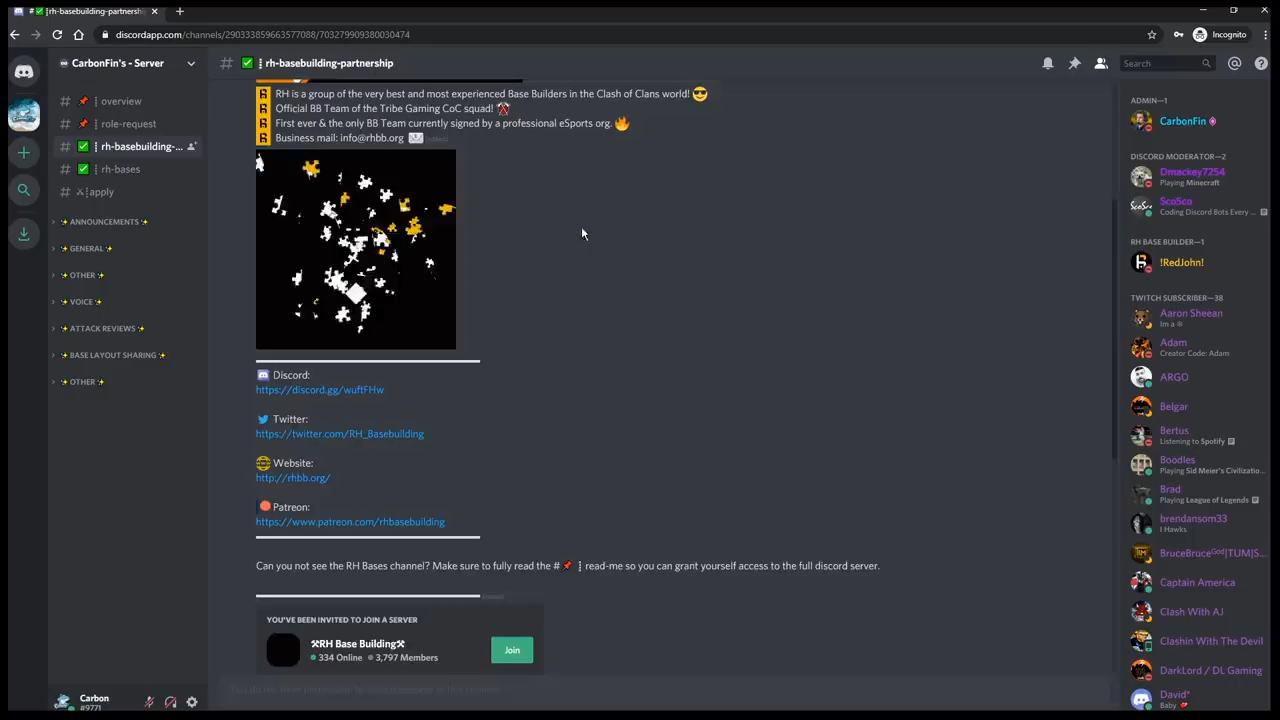 # ✅┊rh-basebuilding-partnership
discordapp.com/channels/290333859663577088/703279909380030474
Incognito
CarbonFin's - Server
# ✅┊rh-basebuilding-partnership
Search
# 📌┊overview
# 📌┊role-request
# ✅┊rh-basebuilding-...
# ✅┊rh-bases
# ⚔┊apply
✨ ANNOUNCEMENTS ✨
✨ GENERAL ✨
✨ OTHER ✨
✨ VOICE ✨
✨ ATTACK REVIEWS ✨
✨ BASE LAYOUT SHARING ✨
✨ OTHER ✨
Carbon
#9771
RH is a group of the very best and most experienced Base Builders in the Clash of Clans world! 😎
Official BB Team of the Tribe Gaming CoC squad!
First ever & the only BB Team currently signed by a professional eSports org. 🔥
Business mail: info@rhbb.org (edited)
Discord:
https://discord.gg/wuftFHw
Twitter:
https://twitter.com/RH_Basebuilding
Website:
http://rhbb.org/
Patreon:
https://www.patreon.com/rhbasebuilding
Can you not see the RH Bases channel? Make sure to fully read the # 📌┊read-me so you can grant yourself access to the full discord server.
YOU'VE BEEN INVITED TO JOIN A SERVER
⚒RH Base Building⚒
334 Online 3,797 Members
Join
ADMIN—1
CarbonFin
DISCORD MODERATOR—2
Dmackey7254
Playing Minecraft
ScoSco
Coding Discord Bots Every ...
RH BASE BUILDER—1
!RedJohn!
TWITCH SUBSCRIBER—38
Aaron Sheean
Im a ❄
Adam
Creator Code: Adam
ARGO
Belgar
Bertus
Listening to Spotify
Boodles
Playing Sid Meier's Civilizatio...
Brad
Playing League of Legends
brendansom33
I Hawks
BruceBruceᴳᵒᵈ|TUM|S...
Captain America
Clash With AJ
Clashin With The Devil
DarkLord / DL Gaming
David*
Baby 💔